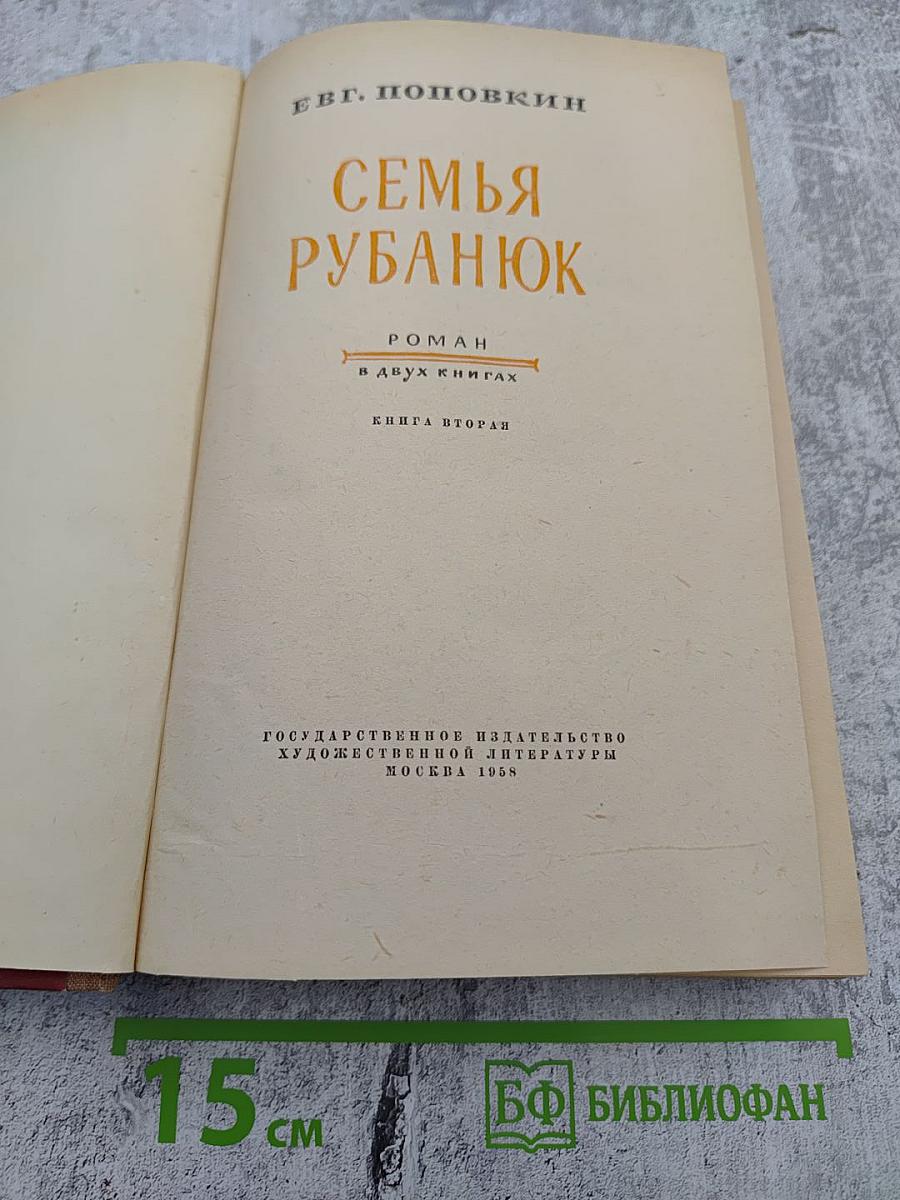 ЕВГ. ПОПОВКИН
СЕМЬЯ
РУБАНЮК
РОМАН
В ДВУХ КНИГАХ
КНИГА ВТОРАЯ
ГОСУДАРСТВЕННОЕ ИЗДАТЕЛЬСТВО
ХУДОЖЕСТВЕННОЙ ЛИТЕРАТУРЫ
МОСКВА 1958
15 СМ
БФ БИБЛИОФАН